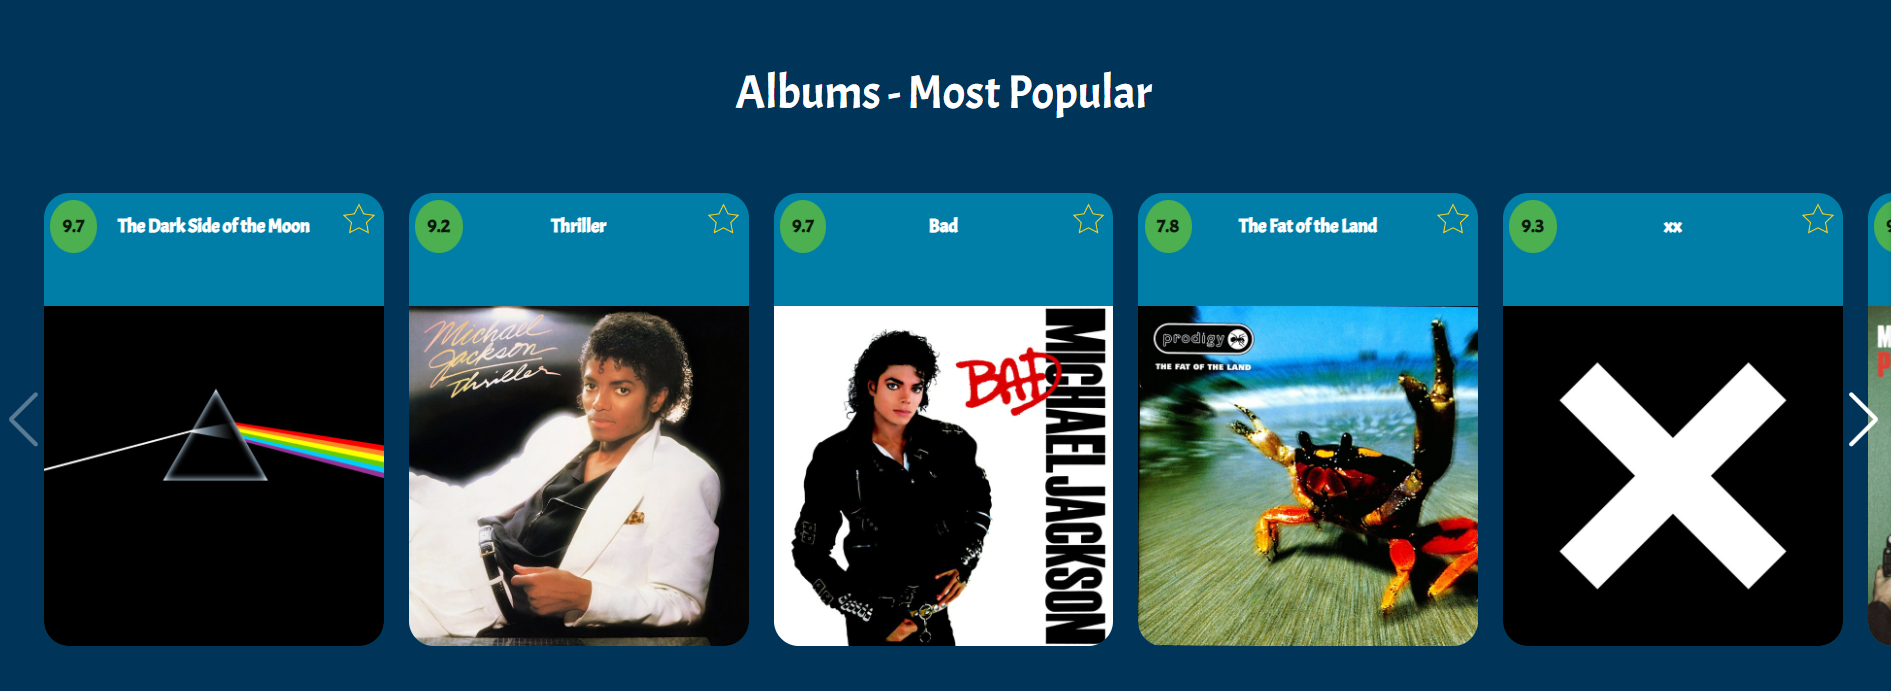 Albums - Most Popular
9.7 The Dark Side of the Moon
9.2 Thriller
9.7 Bad
7.8 The Fat of the Land
9.3 xx
Michael
Jackson
Thriller
BAD
MICHAEL JACKSON
prodigy
THE FAT OF THE LAND